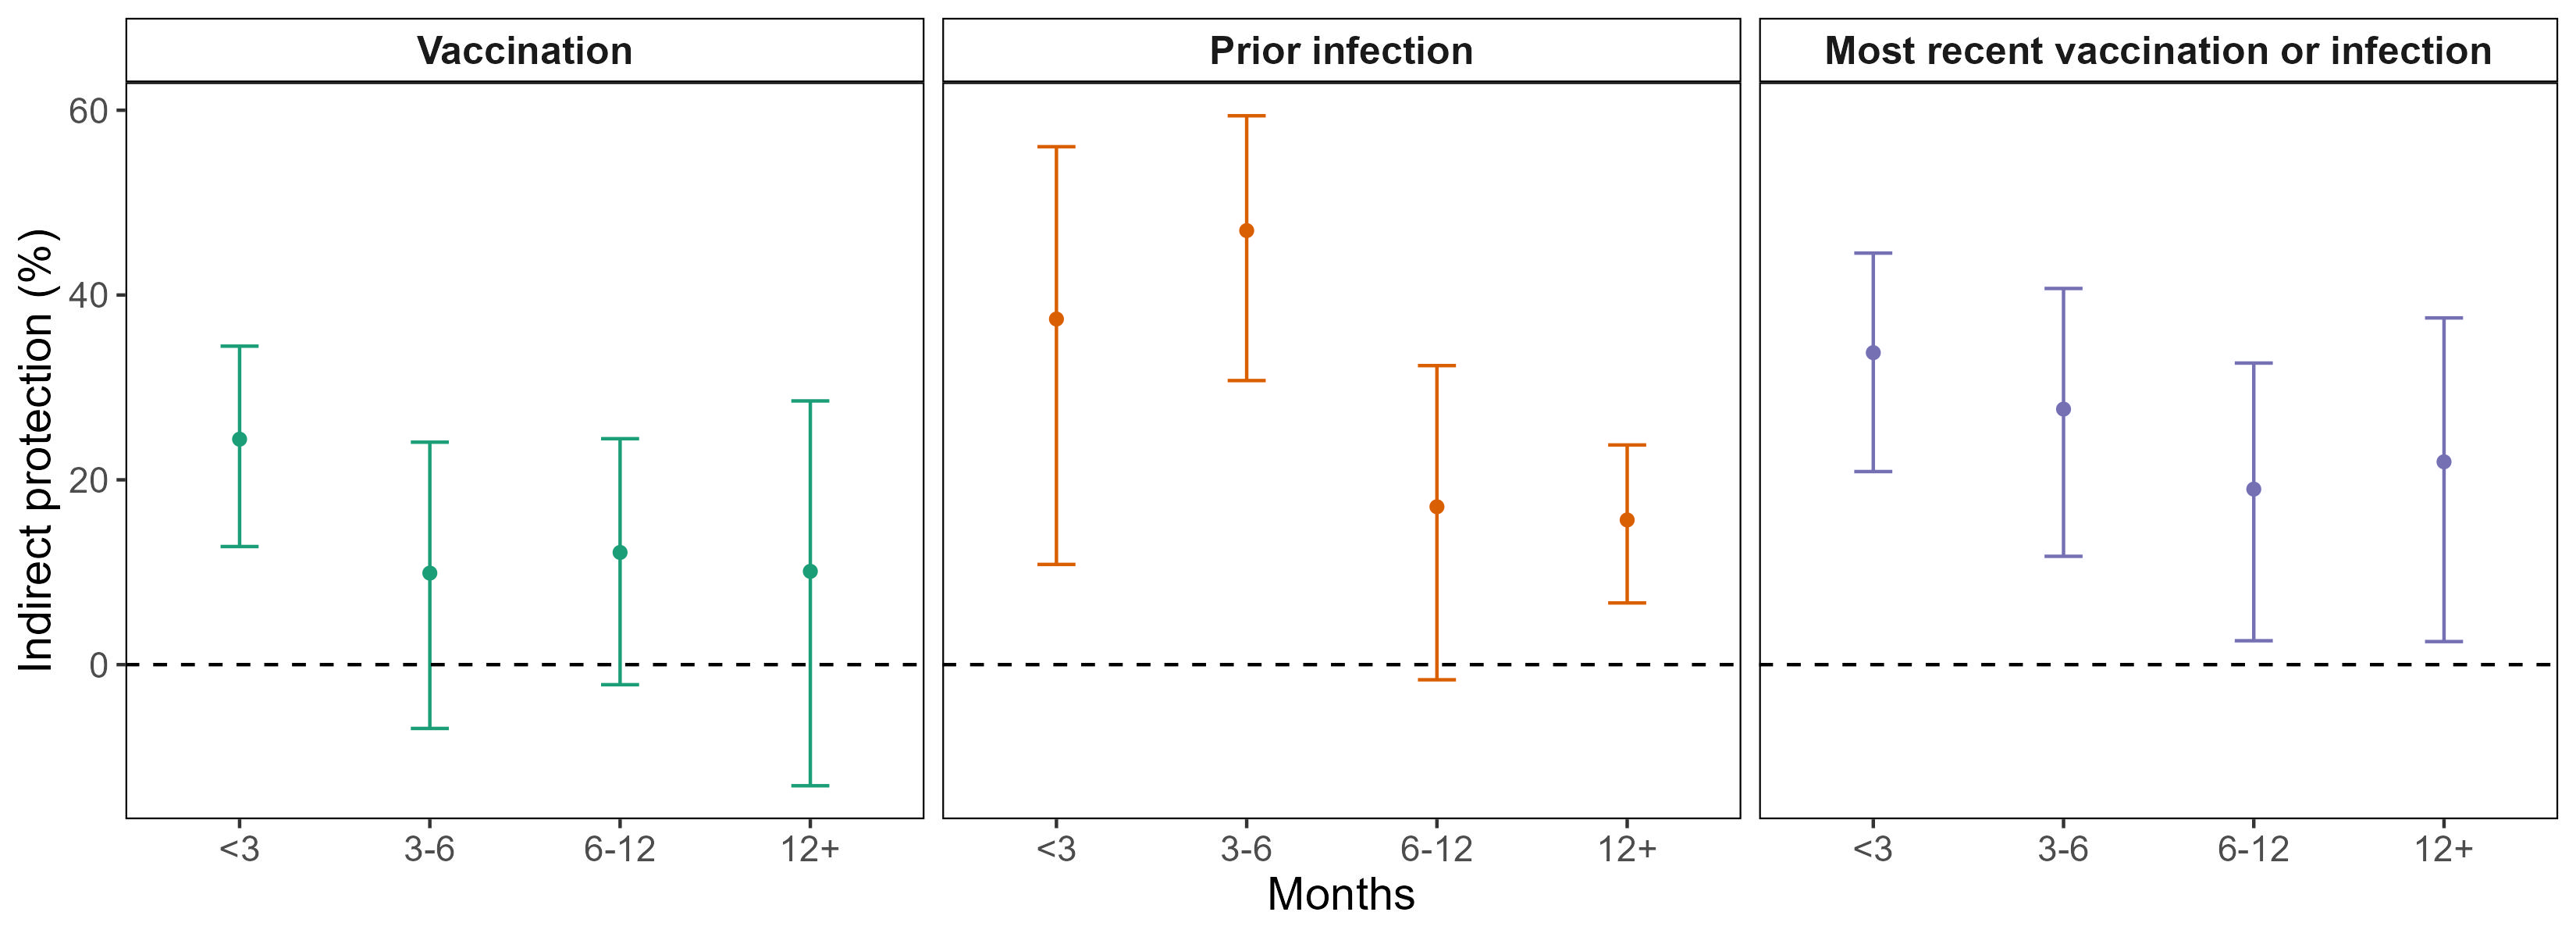 Vaccination
Prior infection
Most recent vaccination or infection
Indirect protection (%)
60
40
20
0
<3 3-6 6-12 12+
<3 3-6 6-12 12+
<3 3-6 6-12 12+
Months